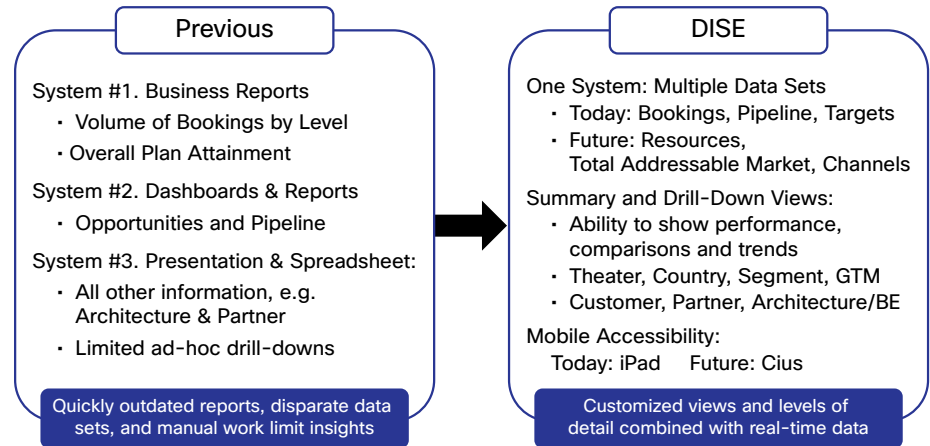 Previous
System #1. Business Reports
· Volume of Bookings by Level
· Overall Plan Attainment
System #2. Dashboards & Reports
· Opportunities and Pipeline
System #3. Presentation & Spreadsheet:
· All other information, e.g.
Architecture & Partner
· Limited ad-hoc drill-downs
Quickly outdated reports, disparate data
sets, and manual work limit insights
DISE
One System: Multiple Data Sets
· Today: Bookings, Pipeline, Targets
· Future: Resources,
Total Addressable Market, Channels
Summary and Drill-Down Views:
· Ability to show performance,
comparisons and trends
· Theater, Country, Segment, GTM
· Customer, Partner, Architecture/BE
Mobile Accessibility:
Today: iPad Future: Cius
Customized views and levels of
detail combined with real-time data